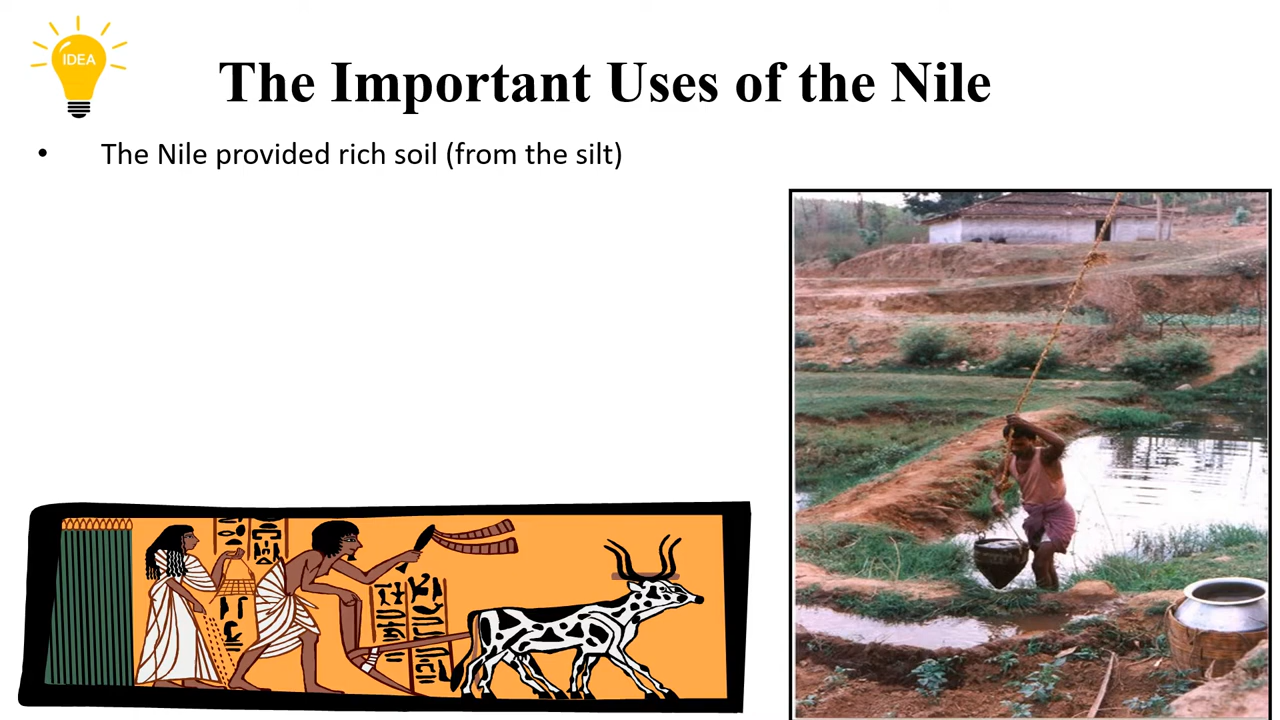 IDEA
The Important Uses of the Nile
• The Nile provided rich soil (from the silt)